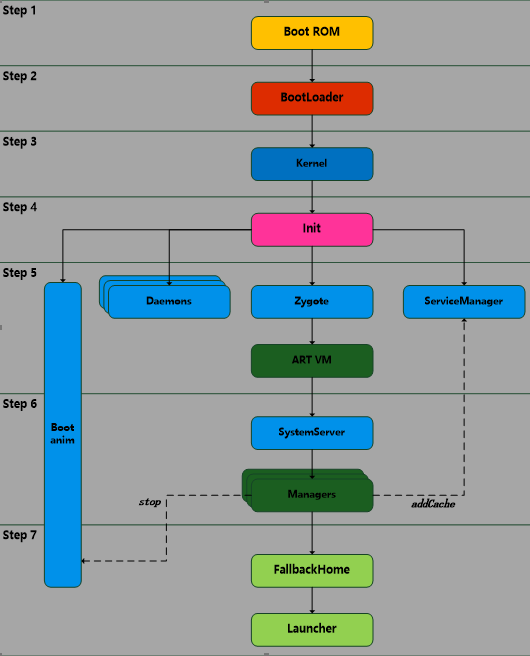 Step 1
Boot ROM
Step 2
BootLoader
Step 3
Kernel
Step 4
Init
Step 5
Daemons
Zygote
ServiceManager
ART VM
Step 6
Boot
anim
SystemServer
Managers
stop
addCache
Step 7
FallbackHome
Launcher